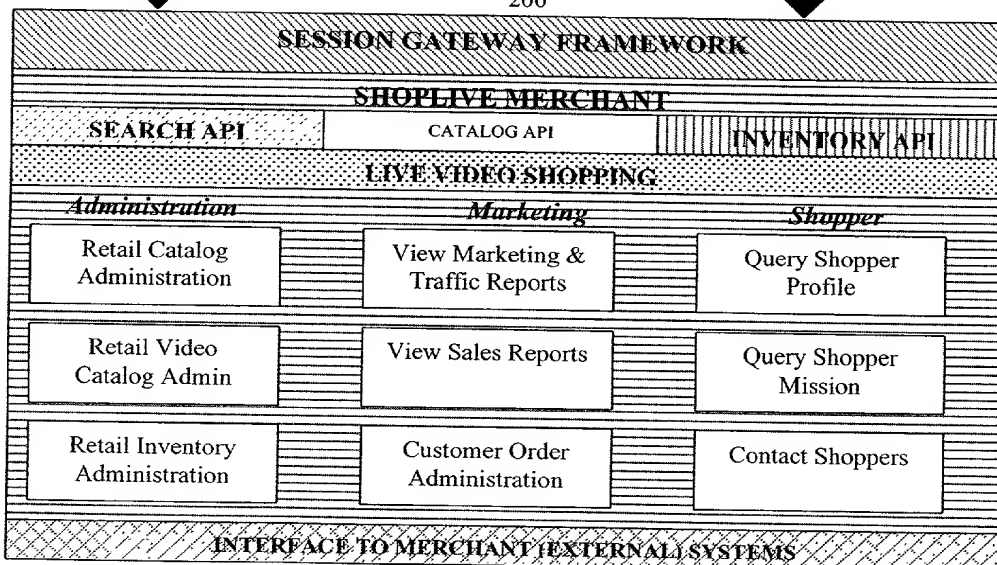 200
SESSION GATEWAY FRAMEWORK
SHOPLIVE MERCHANT
SEARCH API CATALOG API INVENTORY API
LIVE VIDEO SHOPPING
Administration Marketing Shopper
Retail Catalog
Administration
View Marketing &
Traffic Reports
Query Shopper
Profile
Retail Video
Catalog Admin
View Sales Reports
Query Shopper
Mission
Retail Inventory
Administration
Customer Order
Administration
Contact Shoppers
INTERFACE TO MERCHANT (EXTERNAL) SYSTEMS